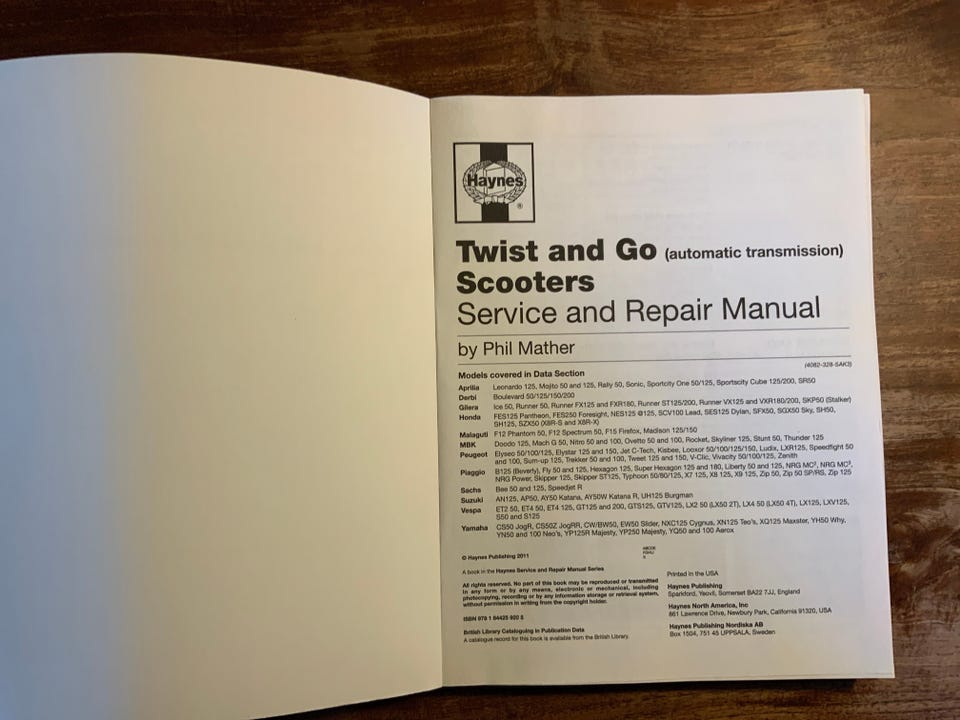 Haynes
®
Twist and Go (automatic transmission)
Scooters
Service and Repair Manual
by Phil Mather
(4082-328-5AK3)
Models covered in Data Section
Aprilia Leonardo 125, Mojito 50 and 125, Rally 50, Sonic, Sportcity One 50/125, Sportscity Cube 125/200, SR50
Derbi Boulevard 50/125/150/200
Gilera Ice 50, Runner 50, Runner FX125 and FXR180, Runner ST125/200, Runner VX125 and VXR180/200, SKP50 (Stalker)
Honda FES125 Pantheon, FES250 Foresight, NES125 @125, SCV100 Lead, SES125 Dylan, SFX50, SGX50 Sky, SH50,
SH125, SZX50 (X8R-S and X8R-X)
Malaguti F12 Phantom 50, F12 Spectrum 50, F15 Firefox, Madison 125/150
MBK Doodo 125, Mach G 50, Nitro 50 and 100, Ovetto 50 and 100, Rocket, Skyliner 125, Stunt 50, Thunder 125
Peugeot Elyseo 50/100/125, Elystar 125 and 150, Jet C-Tech, Kisbee, Looxor 50/100/125/150, Ludix, LXR125, Speedfight 50
and 100, Sum-up 125, Trekker 50 and 100, Tweet 125 and 150, V-Clic, Vivacity 50/100/125, Zenith
Piaggio B125 (Beverly), Fly 50 and 125, Hexagon 125, Super Hexagon 125 and 180, Liberty 50 and 125, NRG MC², NRG MC³,
NRG Power, Skipper 125, Skipper ST125, Typhoon 50/80/125, X7 125, X8 125, X9 125, Zip 50, Zip 50 SP/RS, Zip 125
Sachs Bee 50 and 125, Speedjet R
Suzuki AN125, AP50, AY50 Katana, AY50W Katana R, UH125 Burgman
Vespa ET2 50, ET4 50, ET4 125, GT125 and 200, GTS125, GTV125, LX2 50 (LX50 2T), LX4 50 (LX50 4T), LX125, LXV125,
S50 and S125
Yamaha CS50 JogR, CS50Z JogRR, CW/BW50, EW50 Slider, NXC125 Cygnus, XN125 Teo's, XQ125 Maxster, YH50 Why,
YN50 and 100 Neo's, YP125R Majesty, YP250 Majesty, YQ50 and 100 Aerox
© Haynes Publishing 2011
ABCDE
FGHIJ
A book in the Haynes Service and Repair Manual Series
All rights reserved. No part of this book may be reproduced or transmitted
in any form or by any means, electronic or mechanical, including
photocopying, recording or by any information storage or retrieval system,
without permission in writing from the copyright holder.
ISBN 978 1 84425 920 5
British Library Cataloguing in Publication Data
A catalogue record for this book is available from the British Library.
Printed in the USA
Haynes Publishing
Sparkford, Yeovil, Somerset BA22 7JJ, England
Haynes North America, Inc
861 Lawrence Drive, Newbury Park, California 91320, USA
Haynes Publishing Nordiska AB
Box 1504, 751 45 UPPSALA, Sweden